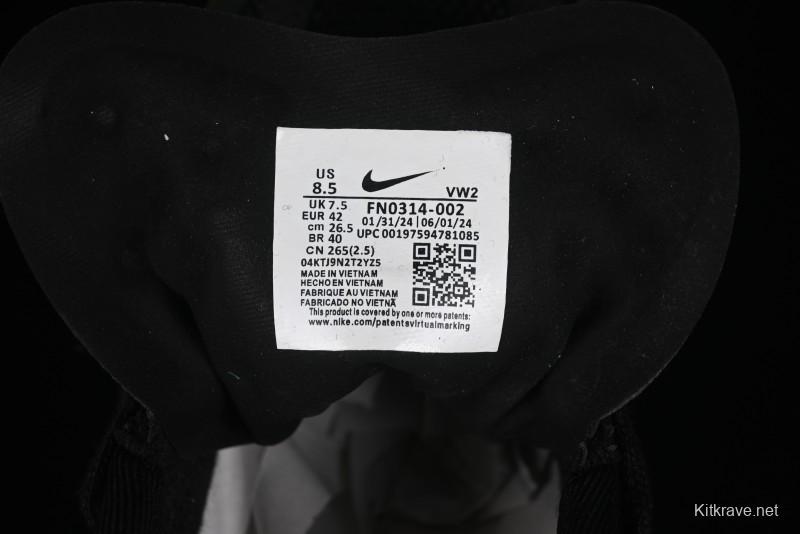 US
8.5
VW2
UK 7.5
FN0314-002
EUR 42
01/31/24 | 06/01/24
cm 26.5
UPC 00197594781085
BR 40
CN 265(2.5)
04KTJ9N2T2YZ5
MADE IN VIETNAM
HECHO EN VIETNAM
FABRIQUE AU VIETNAM
FABRICADO NO VIETNÃ
This product is covered by one or more patents:
www.nike.com/patentsvirtualmarking
Kitkrave.net